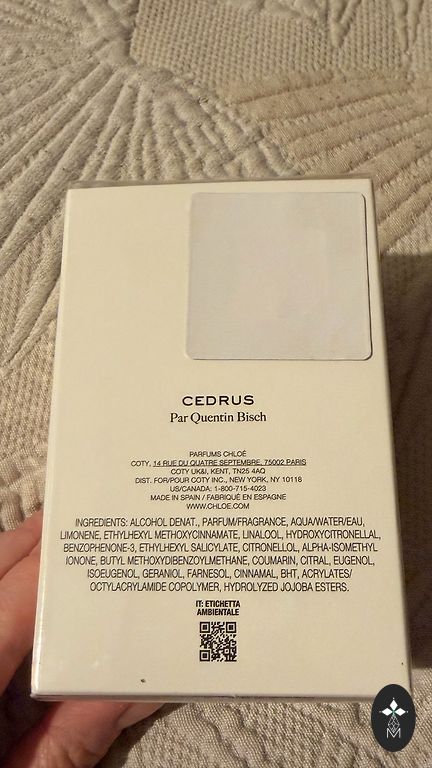 CEDRUS
Par Quentin Bisch
PARFUMS CHLOÉ
COTY, 14 RUE DU QUATRE SEPTEMBRE, 75002 PARIS
COTY UK&I, KENT, TN25 4AQ
DIST. FOR/POUR COTY INC., NEW YORK, NY 10118
US/CANADA: 1-800-715-4023
MADE IN SPAIN / FABRIQUÉ EN ESPAGNE
WWW.CHLOE.COM
INGREDIENTS: ALCOHOL DENAT., PARFUM/FRAGRANCE, AQUA/WATER/EAU,
LIMONENE, ETHYLHEXYL METHOXYCINNAMATE, LINALOOL, HYDROXYCITRONELLAL,
BENZOPHENONE-3, ETHYLHEXYL SALICYLATE, CITRONELLOL, ALPHA-ISOMETHYL
IONONE, BUTYL METHOXYDIBENZOYLMETHANE, COUMARIN, CITRAL, EUGENOL,
ISOEUGENOL, GERANIOL, FARNESOL, CINNAMAL, BHT, ACRYLATES/
OCTYLACRYLAMIDE COPOLYMER, HYDROLYZED JOJOBA ESTERS.
IT: ETICHETTA
AMBIENTALE
M